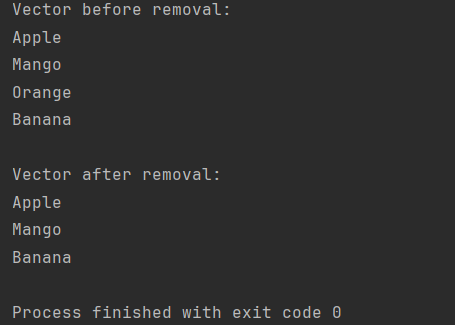 Vector before removal:
Apple
Mango
Orange
Banana
Vector after removal:
Apple
Mango
Banana
Process finished with exit code 0